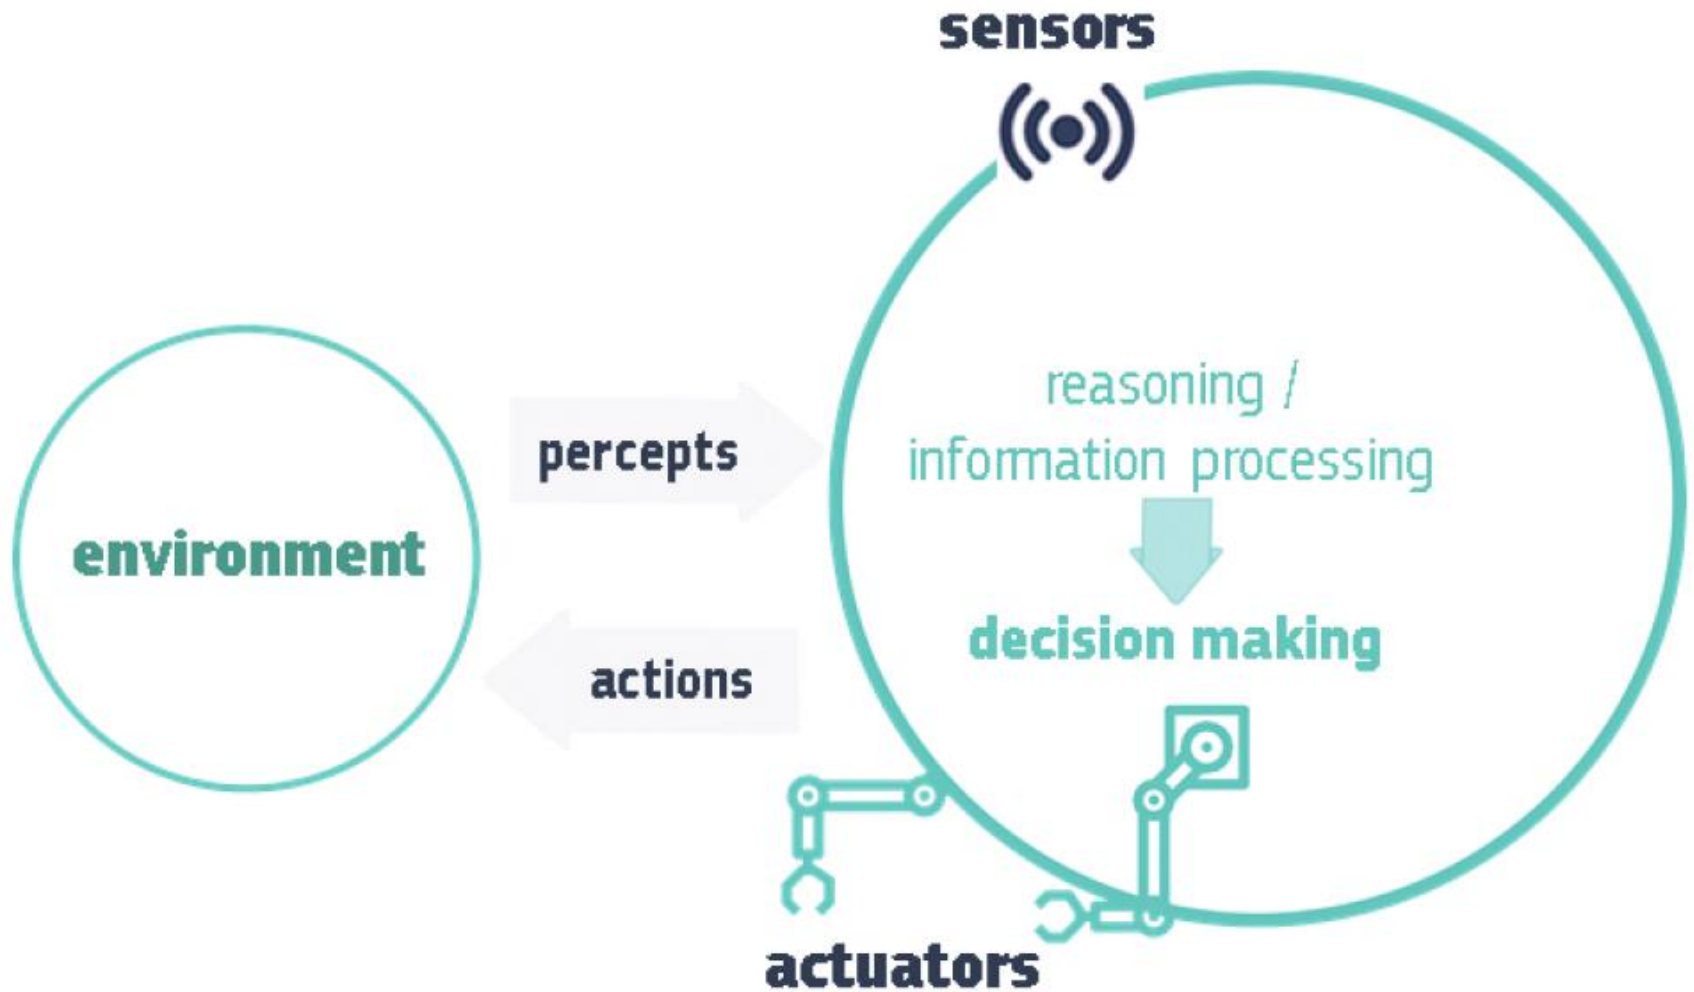 sensors
reasoning /
information processing
percepts
environment
decision making
actions
actuators